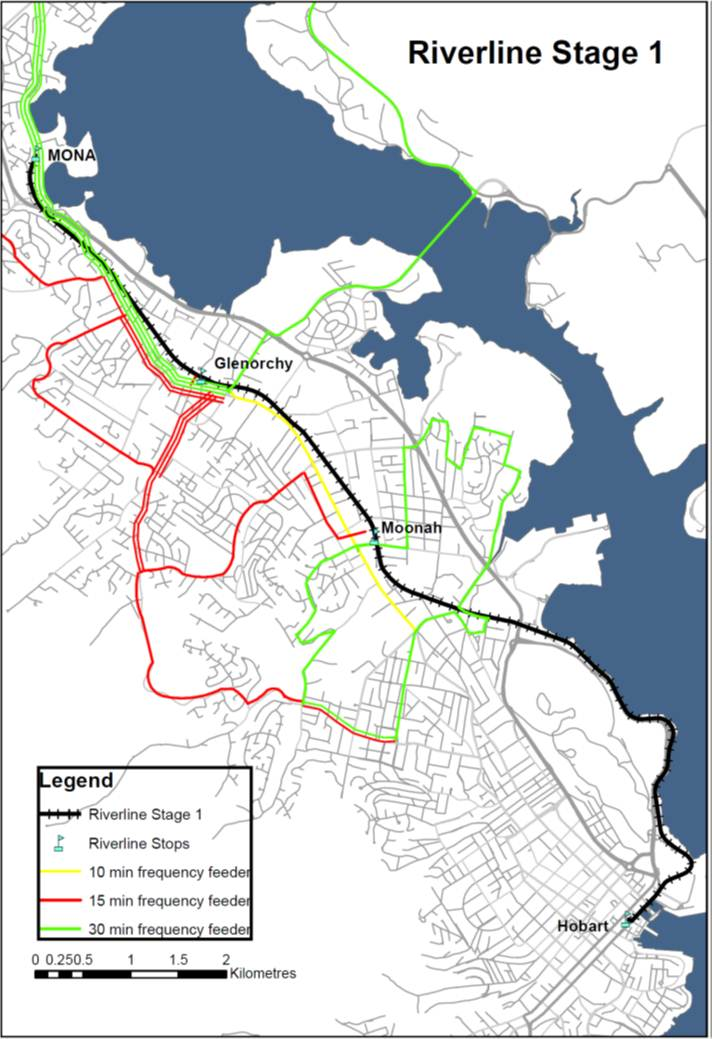 Riverline Stage 1
MONA
Glenorchy
Moonah
Hobart
Legend
Riverline Stage 1
Riverline Stops
10 min frequency feeder
15 min frequency feeder
30 min frequency feeder
0 0.250.5 1 1.5 2
Kilometres